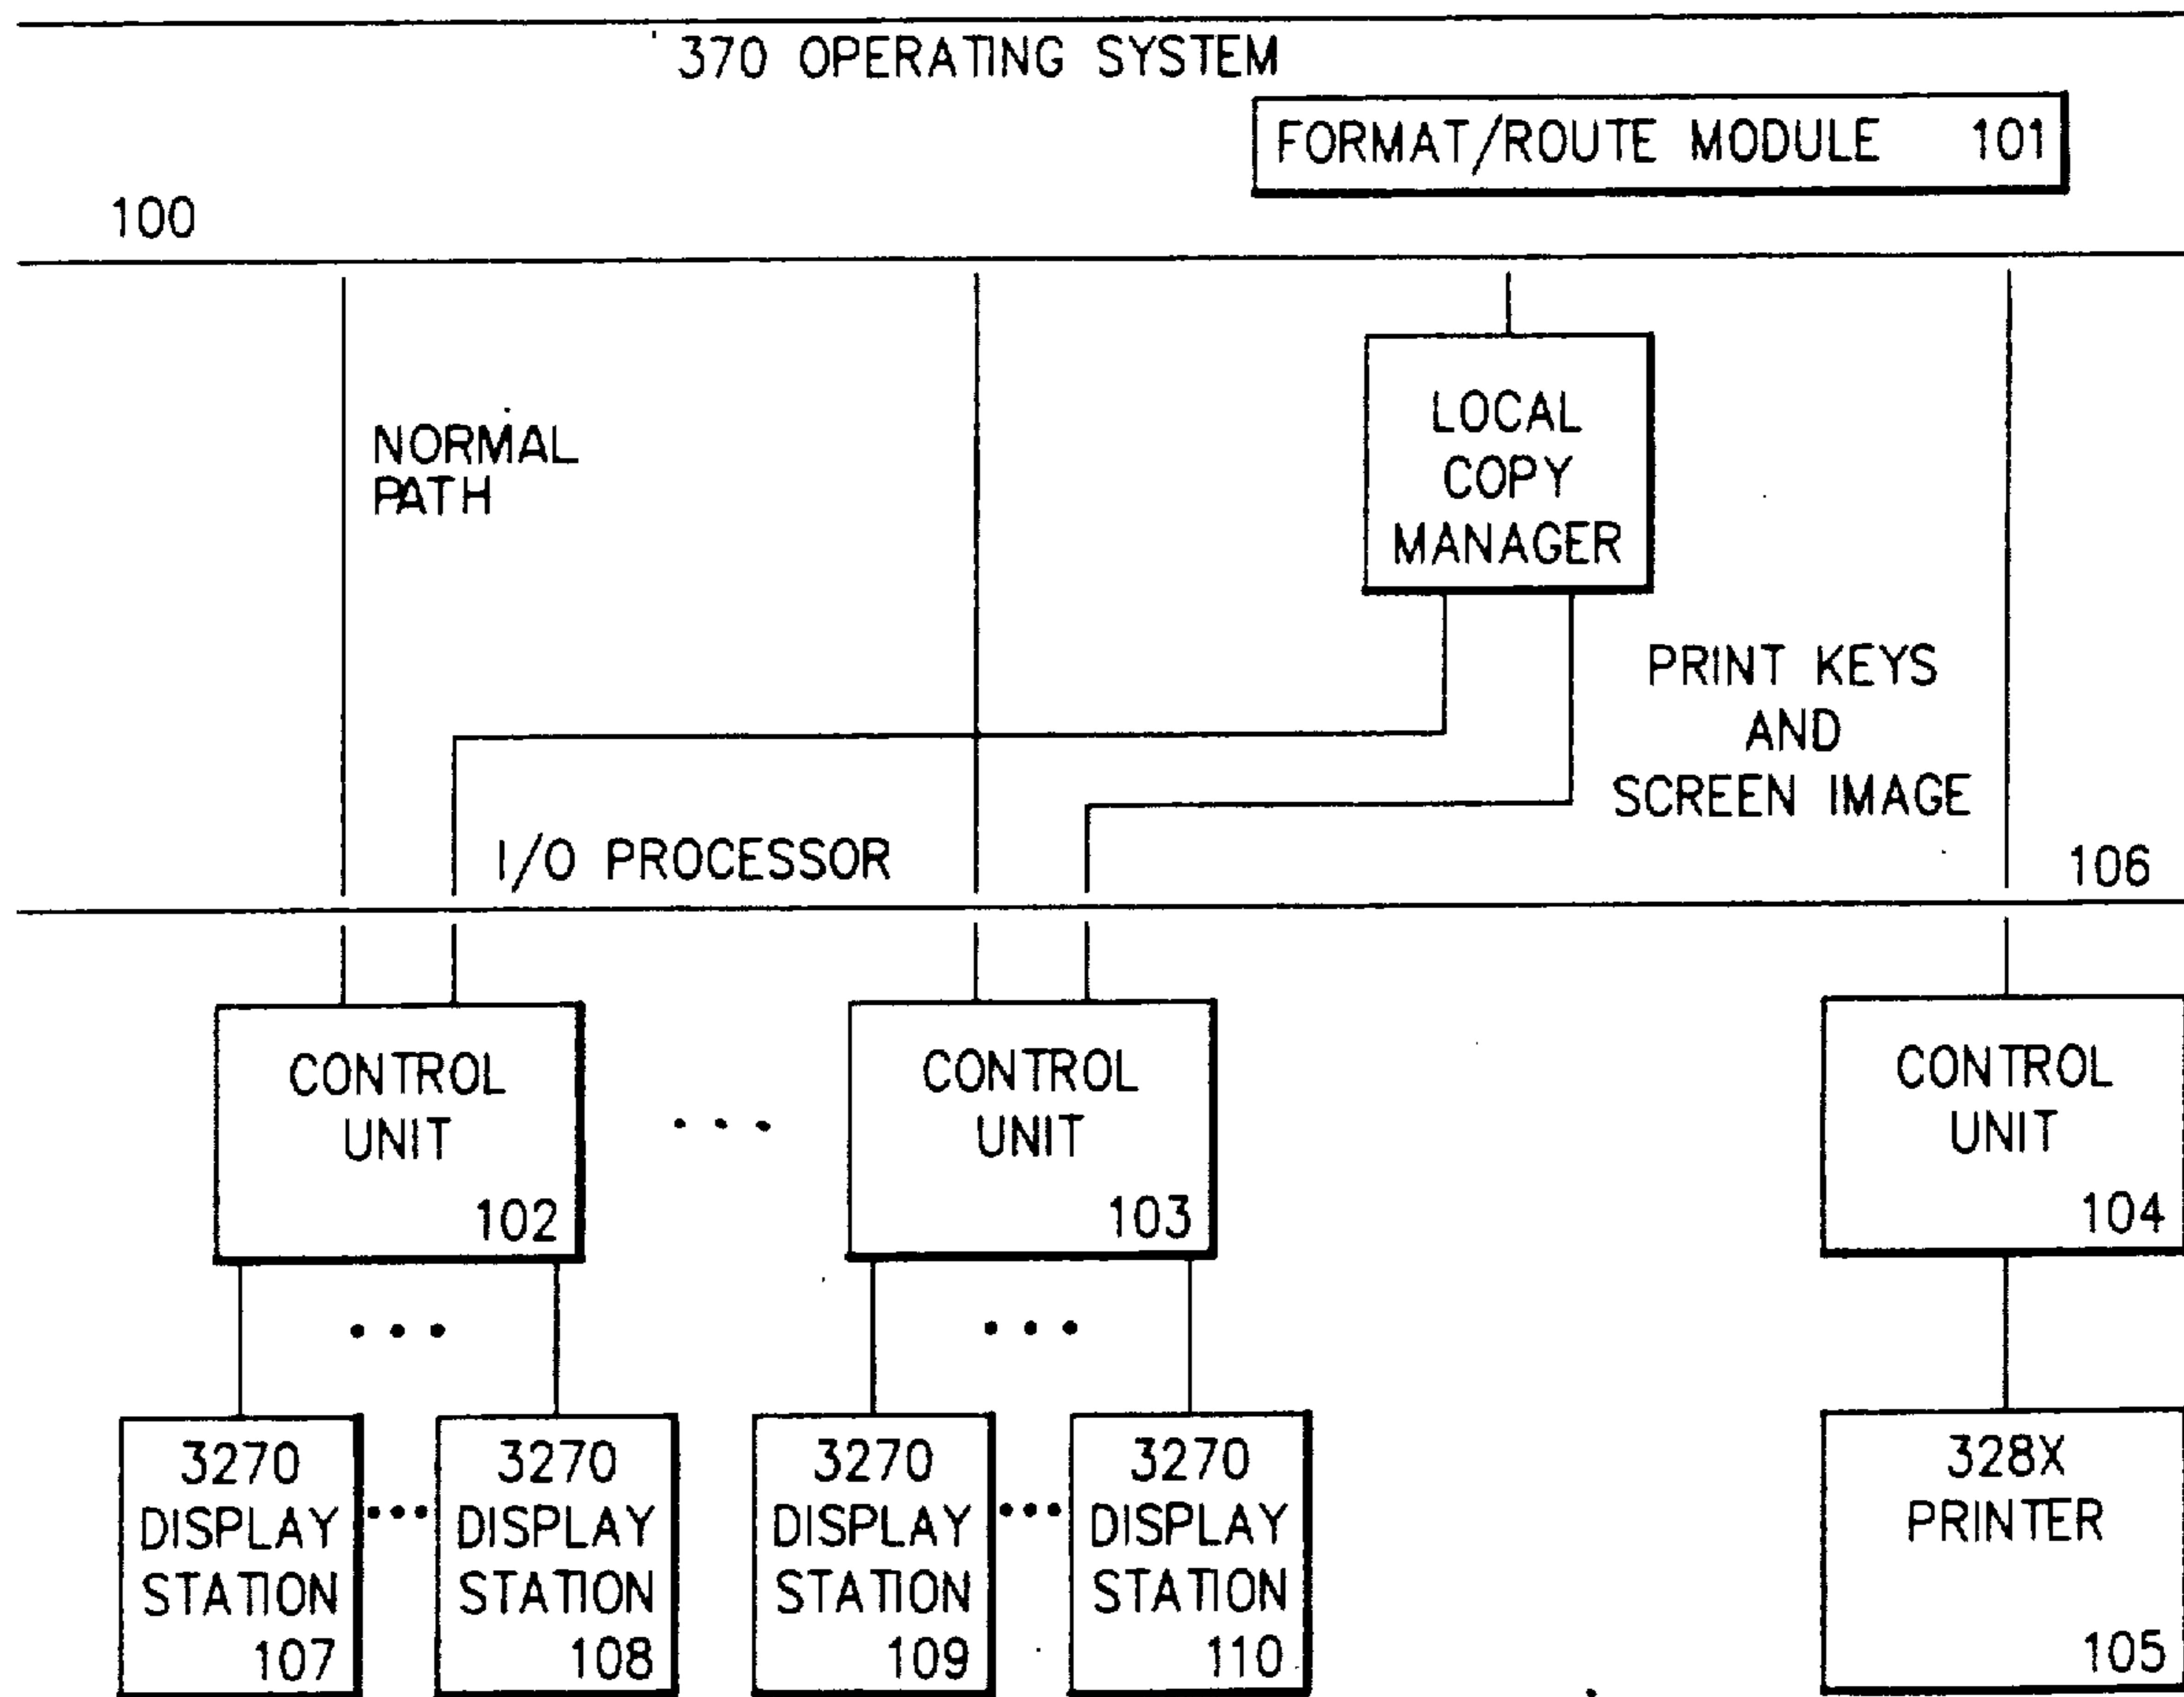 370 OPERATING SYSTEM
FORMAT/ROUTE MODULE 101
100
NORMAL
PATH
LOCAL
COPY
MANAGER
PRINT KEYS
AND
SCREEN IMAGE
I/O PROCESSOR
106
CONTROL
UNIT
102
. . .
CONTROL
UNIT
103
CONTROL
UNIT
104
• • •
• • •
3270
DISPLAY
STATION
107
•••
3270
DISPLAY
STATION
108
3270
DISPLAY
STATION
109
•••
3270
DISPLAY
STATION
110
328X
PRINTER
105